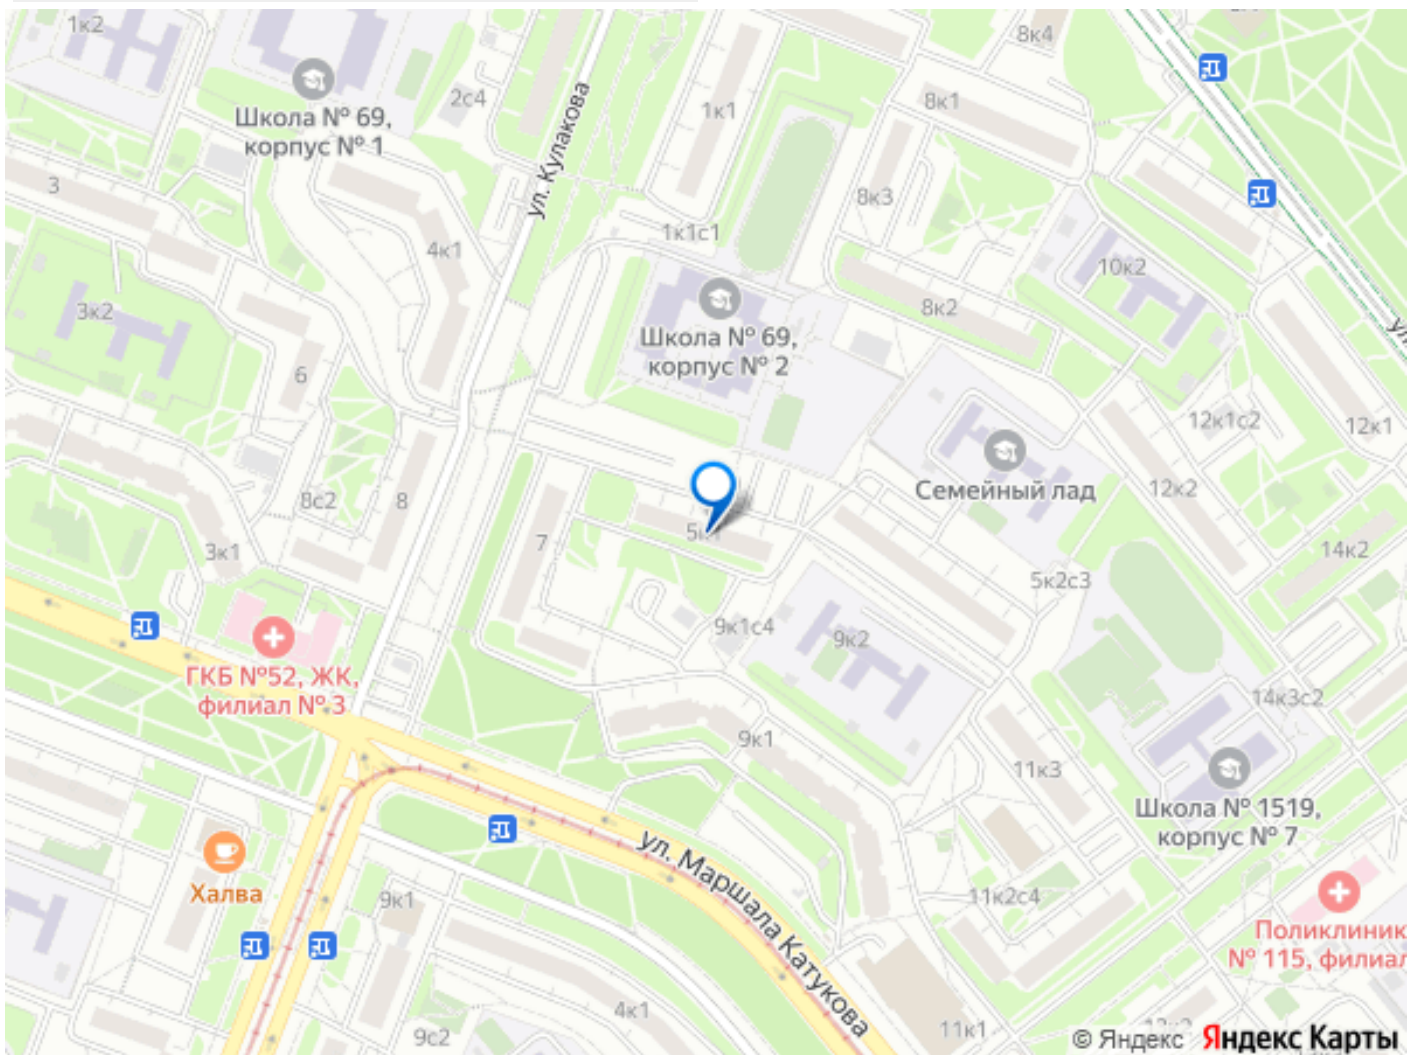 1к2
8к4
Школа № 69,
корпус № 1
2с4
ул. Кулакова
1к1
8к1
3
4к1
1к1с1
8к3
10к2
3к2
Школа № 69,
корпус № 2
8к2
6
12к1с2
12к1
8с2
8
Семейный лад
12к2
3к1
7
14к2
5к2с3
9к1с4
9к2
ГКБ №52, ЖК,
филиал № 3
14к3с2
9к1
11к3
Школа № 1519,
корпус № 7
ул. Маршала Катукова
Халва
9к1
11к2с4
Поликлиник
№ 115, филиал
4к1
9с2
11к1
© Яндекс Яндекс Карты